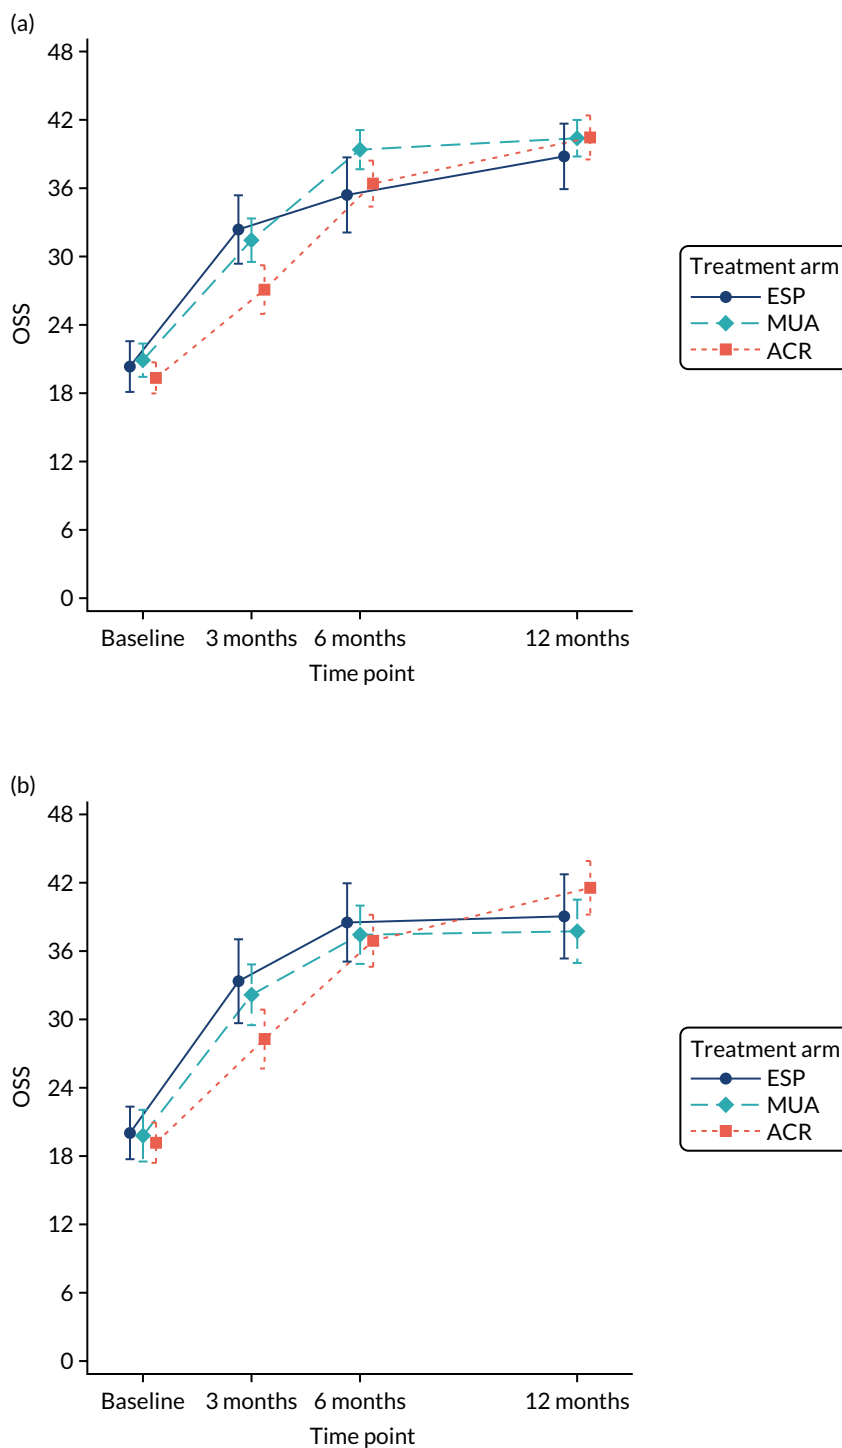 (a)
48
42
36
30
24
18
12
6
0
OSS
Baseline 3 months 6 months 12 months
Time point
Treatment arm
ESP
MUA
ACR
(b)
48
42
36
30
24
18
12
6
0
OSS
Baseline 3 months 6 months 12 months
Time point
Treatment arm
ESP
MUA
ACR